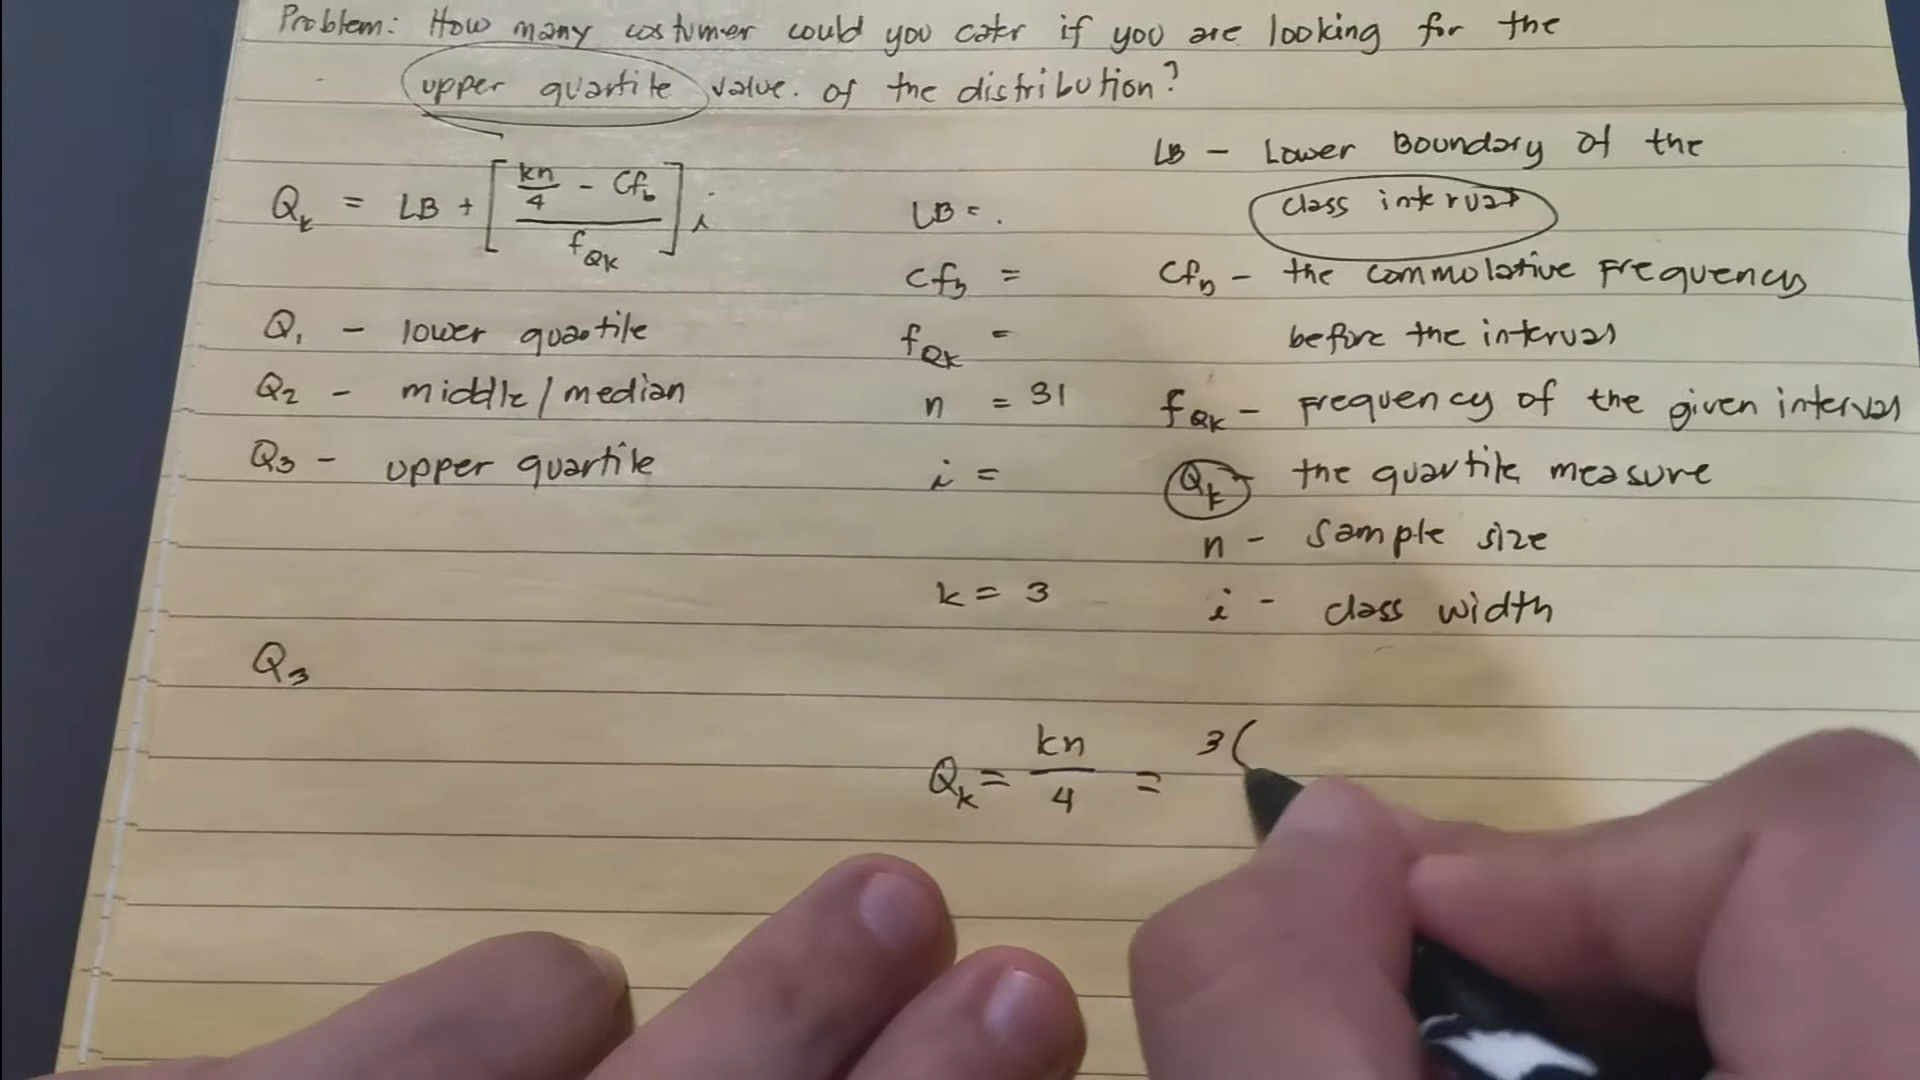 Problem: How many costumer could you catr if you are looking for the
upper quartile value. of the distribution?
Qk = LB + [ (kn/4 - Cfb) / fQk ] i
Q1 - lower quartile
Q2 - middle / median
Q3 - upper quartile
LB = .
cfb =
fQk =
n = 31
i =
k = 3
LB - Lower Boundary of the
class interval
Cfb - the commolative Frequency
before the interval
fQk - Frequency of the given interval
Qk - the quartile measure
n - sample size
i - class width
Q3
Qk = kn/4 = 3(